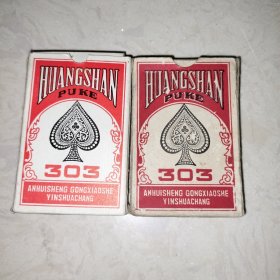 HUANGSHAN
PUKE
303
ANHUISHENG GONGXIAOSHE
YINSHUACHANG
HUANGSHAN
PUKE
303
ANHUISHENG GONGXIAOSHE
YINSHUACHANG